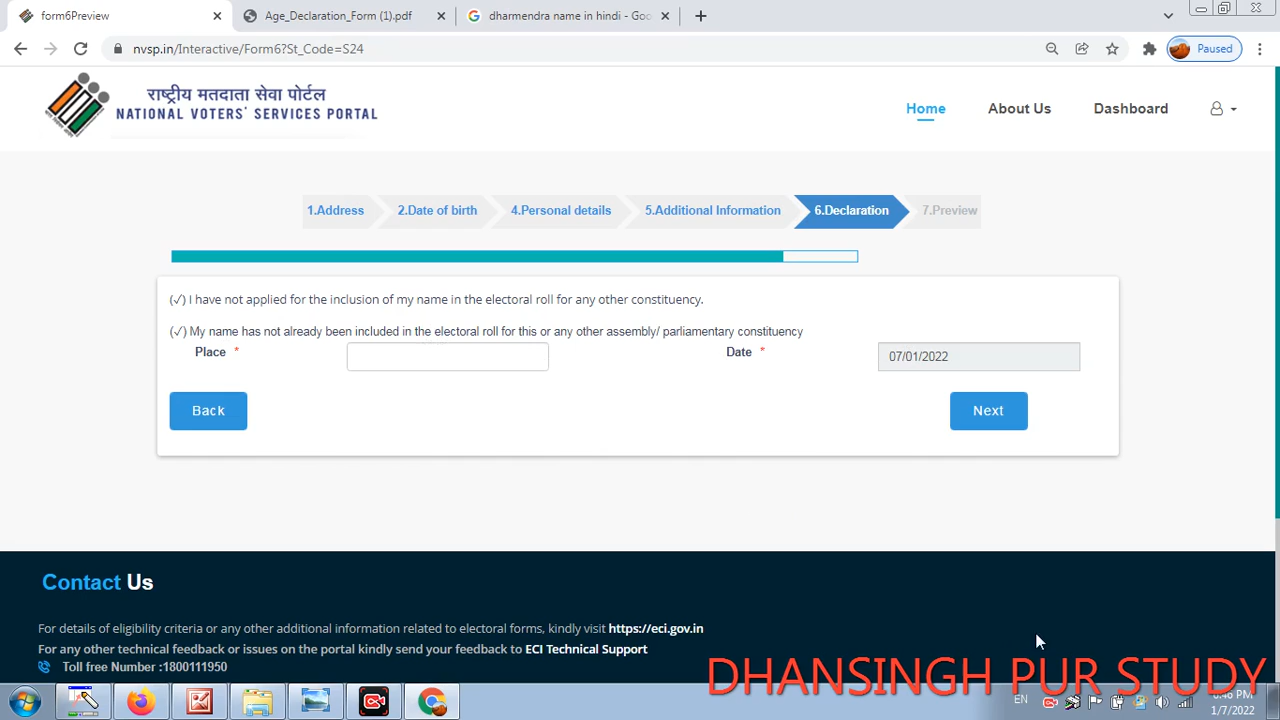 form6Preview
Age_Declaration_Form (1).pdf
dharmendra name in hindi - Goo
nvsp.in/Interactive/Form6?St_Code=S24
Paused
राष्ट्रीय मतदाता सेवा पोर्टल
NATIONAL VOTERS' SERVICES PORTAL
Home
About Us
Dashboard
1.Address
2.Date of birth
4.Personal details
5.Additional Information
6.Declaration
7.Preview
(✓) I have not applied for the inclusion of my name in the electoral roll for any other constituency.
(✓) My name has not already been included in the electoral roll for this or any other assembly/ parliamentary constituency
Place *
Date *
07/01/2022
Back
Next
Contact Us
For details of eligibility criteria or any other additional information related to electoral forms, kindly visit https://eci.gov.in
For any other technical feedback or issues on the portal kindly send your feedback to ECI Technical Support
Toll free Number :1800111950
DHANSINGH PUR STUDY
EN
1/7/2022